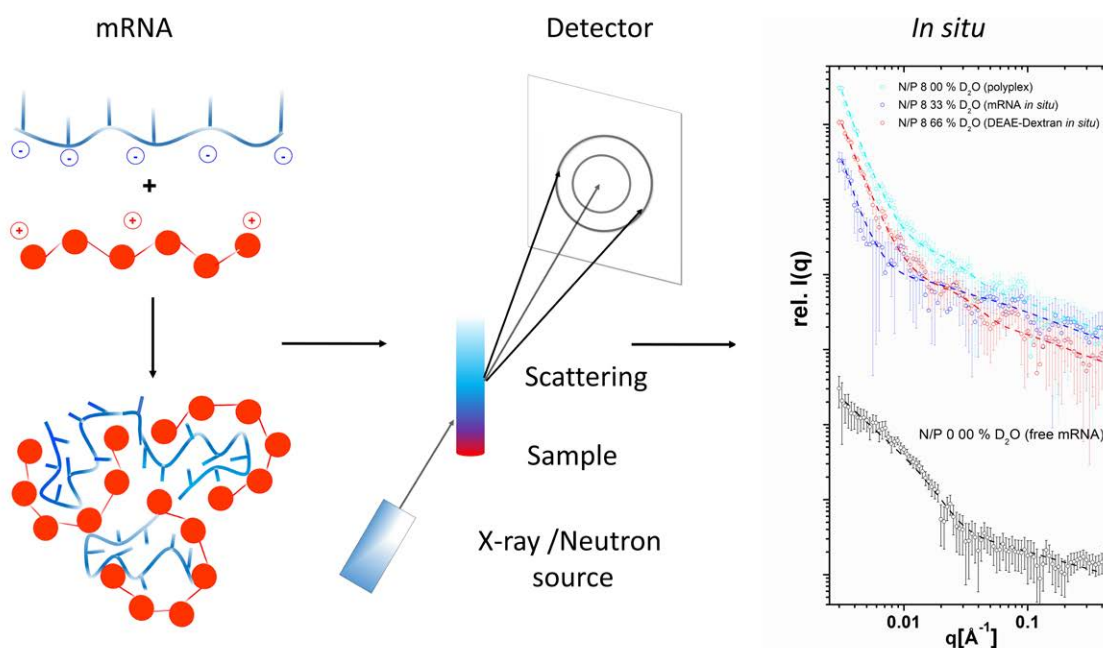 mRNA
-
-
-
-
-
+
+
+
+
Detector
Scattering
Sample
X-ray /Neutron
source
In situ
N/P 8 00 % D₂O (polyplex)
N/P 8 33 % D₂O (mRNA in situ)
N/P 8 66 % D₂O (DEAE-Dextran in situ)
N/P 0 00 % D₂O (free mRNA)
rel. I(q)
0.01
0.1
q[Å⁻¹]